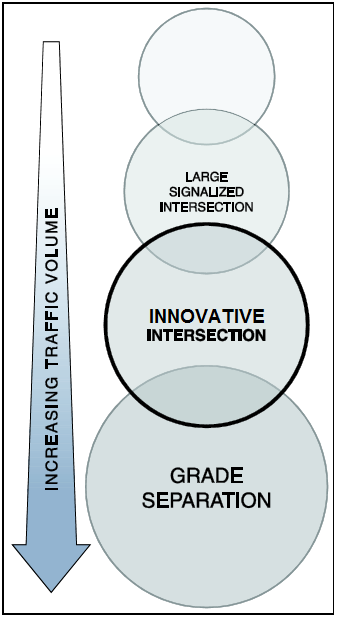 INCREASING TRAFFIC VOLUME
LARGE
SIGNALIZED
INTERSECTION
INNOVATIVE
INTERSECTION
GRADE
SEPARATION